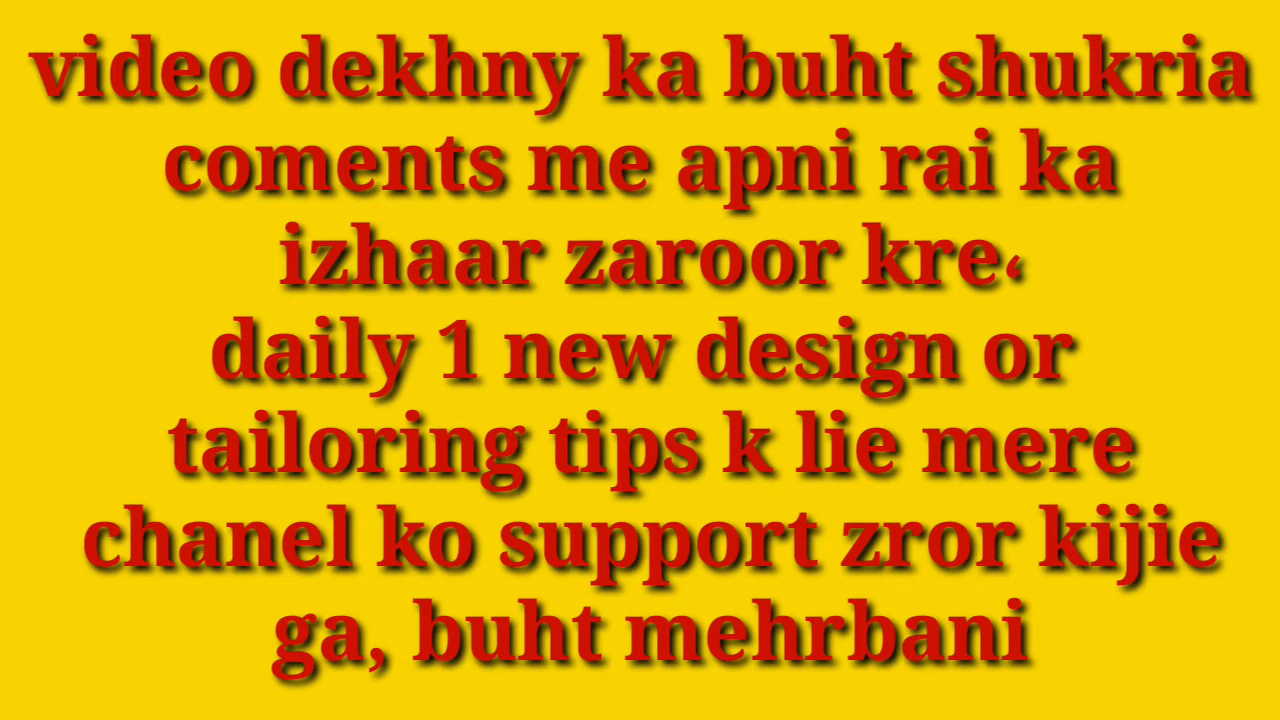 video dekhny ka buht shukria
coments me apni rai ka
izhaar zaroor kre،
daily 1 new design or
tailoring tips k lie mere
chanel ko support zror kijie
ga, buht mehrbani